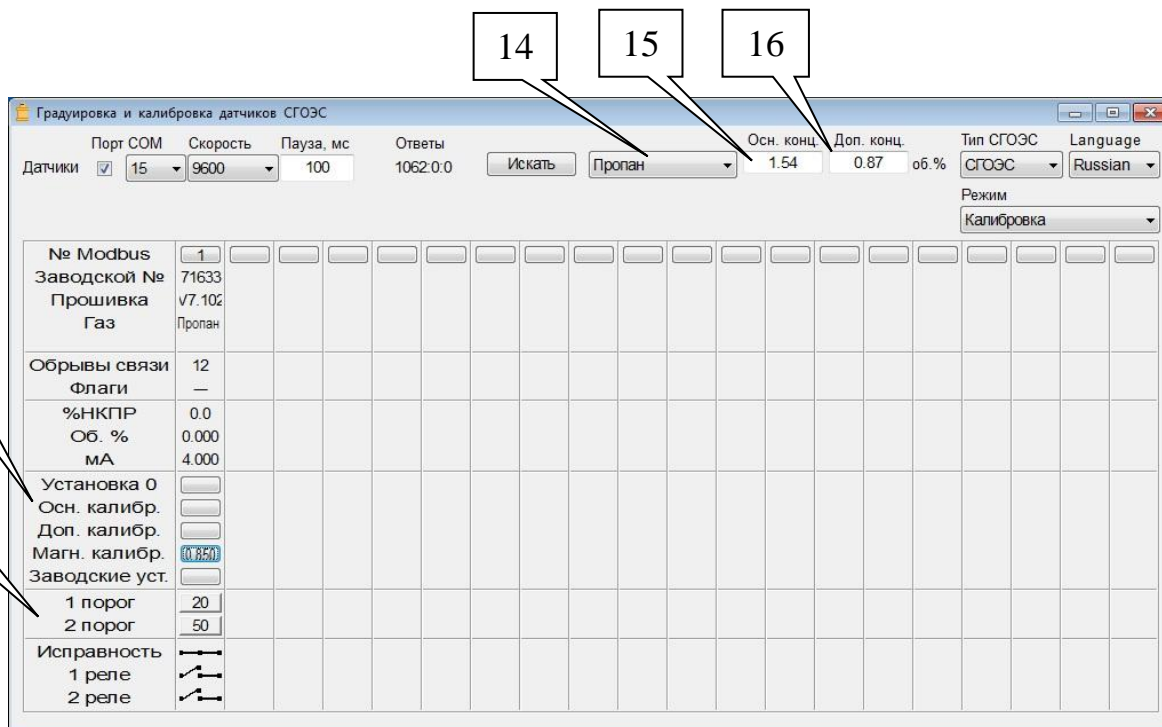 14 15 16
Градуировка и калибровка датчиков СГОЭС
Порт COM Скорость Пауза, мс Ответы Осн. конц. Доп. конц. Тип СГОЭС Language
Датчики 15 9600 100 1062:0:0 Искать Пропан 1.54 0.87 об.% СГОЭС Russian
Режим
Калибровка
№ Modbus 1
Заводской № 71633
Прошивка V7.102
Газ Пропан
Обрывы связи 12
Флаги —
%НКПР 0.0
Об. % 0.000
мА 4.000
Установка 0
Осн. калибр.
Доп. калибр.
Магн. калибр. 0.850
Заводские уст.
1 порог 20
2 порог 50
Исправность
1 реле
2 реле